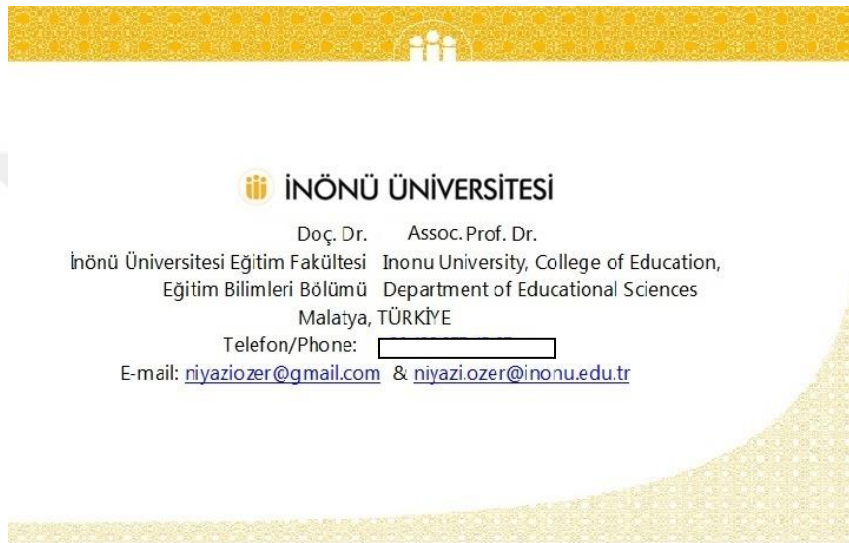 İNÖNÜ ÜNİVERSİTESİ
Doç. Dr. Assoc. Prof. Dr.
İnönü Üniversitesi Eğitim Fakültesi Inonu University, College of Education,
Eğitim Bilimleri Bölümü Department of Educational Sciences
Malatya, TÜRKİYE
Telefon/Phone:
E-mail: niyaziozer@gmail.com & niyazi.ozer@inonu.edu.tr